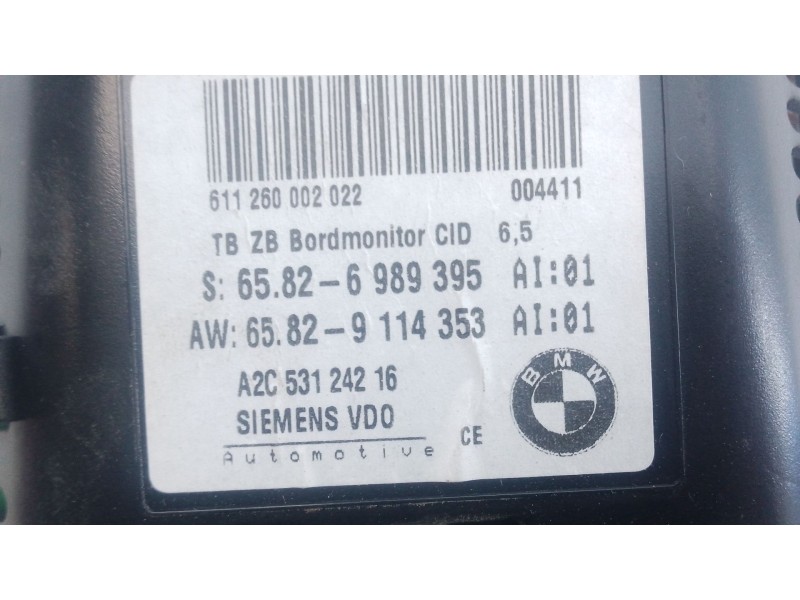 611 260 002 022 004411
TB ZB Bordmonitor CID 6,5
S: 65.82-6 989 395 AI:01
AW: 65.82-9 114 353 AI:01
A2C 531 242 16
SIEMENS VDO
Automotive
CE
BMW